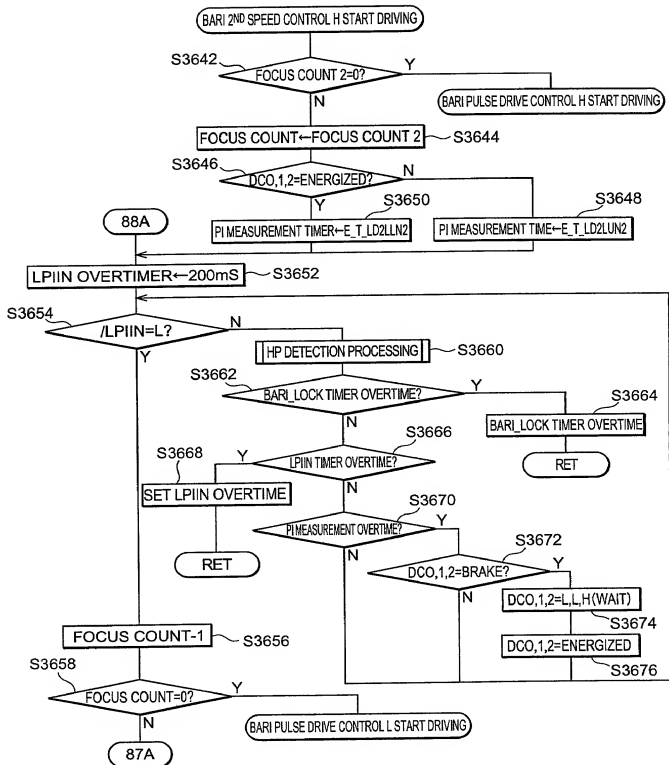 BARI 2ND SPEED CONTROL H START DRIVING
S3642
FOCUS COUNT 2=0?
Y
N
BARI PULSE DRIVE CONTROL H START DRIVING
FOCUS COUNT←FOCUS COUNT 2
S3644
S3646
DCO,1,2=ENERGIZED?
N
Y
S3650
S3648
88A
PI MEASUREMENT TIMER←E_T_LD2LLN2
PI MEASUREMENT TIME←E_T_LD2LUN2
LPIIN OVERTIMER←200mS
S3652
S3654
/LPIIN=L?
N
Y
HP DETECTION PROCESSING
S3660
S3662
BARI_LOCK TIMER OVERTIME?
Y
N
S3664
BARI_LOCK TIMER OVERTIME
RET
S3666
S3668
Y
LPIIN TIMER OVERTIME?
N
SET LPIIN OVERTIME
RET
S3670
PI MEASUREMENT OVERTIME?
Y
N
S3672
DCO,1,2=BRAKE?
Y
N
DCO,1,2=L,L,H(WAIT)
S3674
DCO,1,2=ENERGIZED
S3676
FOCUS COUNT-1
S3656
S3658
FOCUS COUNT=0?
Y
N
BARI PULSE DRIVE CONTROL L START DRIVING
87A